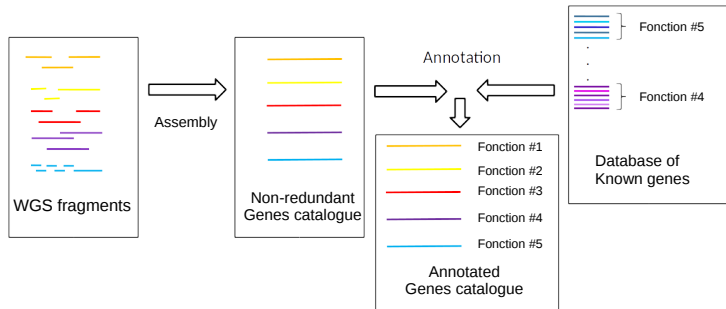 WGS fragments
Assembly
Non-redundant
Genes catalogue
Annotation
Fonction #5
.
.
.
Fonction #4
Database of
Known genes
Fonction #1
Fonction #2
Fonction #3
Fonction #4
Fonction #5
Annotated
Genes catalogue